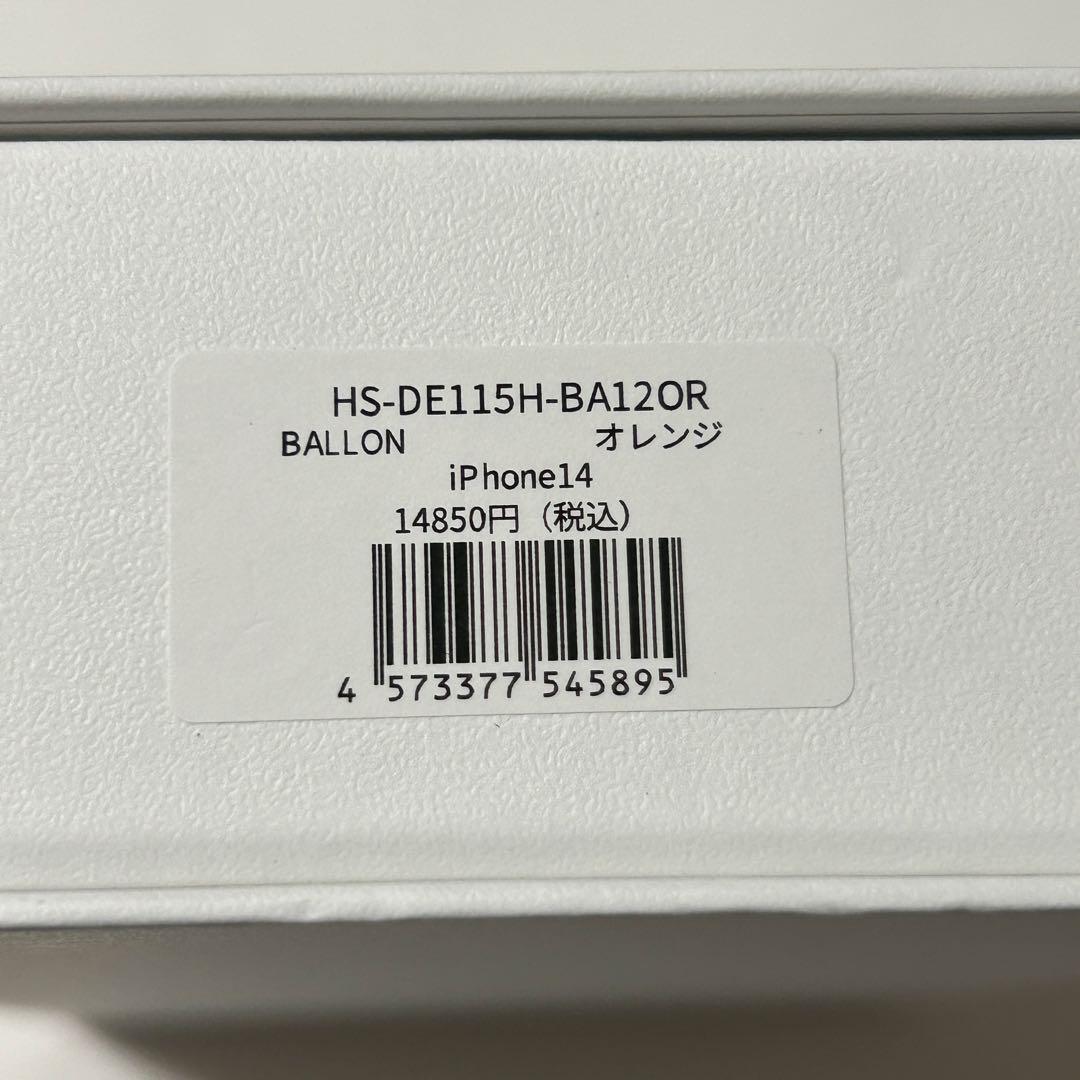 HS-DE115H-BA12OR
BALLON オレンジ
iPhone14
14850円（税込）
4 573377 545895